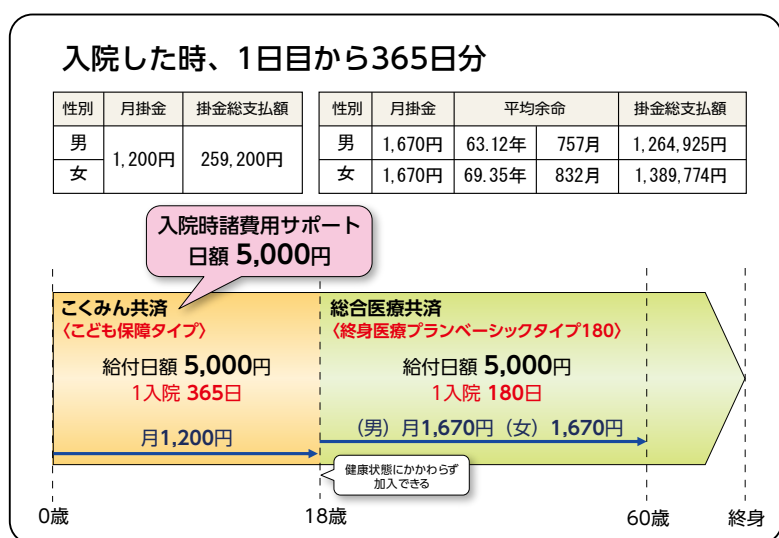 入院した時、1日目から365日分
性別 月掛金 掛金総支払額
男 1,200円 259,200円
女
性別 月掛金 平均余命 掛金総支払額
男 1,670円 63.12年 757月 1,264,925円
女 1,670円 69.35年 832月 1,389,774円
入院時諸費用サポート
日額 5,000円
こくみん共済
〈こども保障タイプ〉
給付日額 5,000円
1入院 365日
月1,200円
総合医療共済
〈終身医療プランベーシックタイプ180〉
給付日額 5,000円
1入院 180日
(男) 月1,670円 (女) 1,670円
健康状態にかかわらず
加入できる
0歳 18歳 60歳 終身